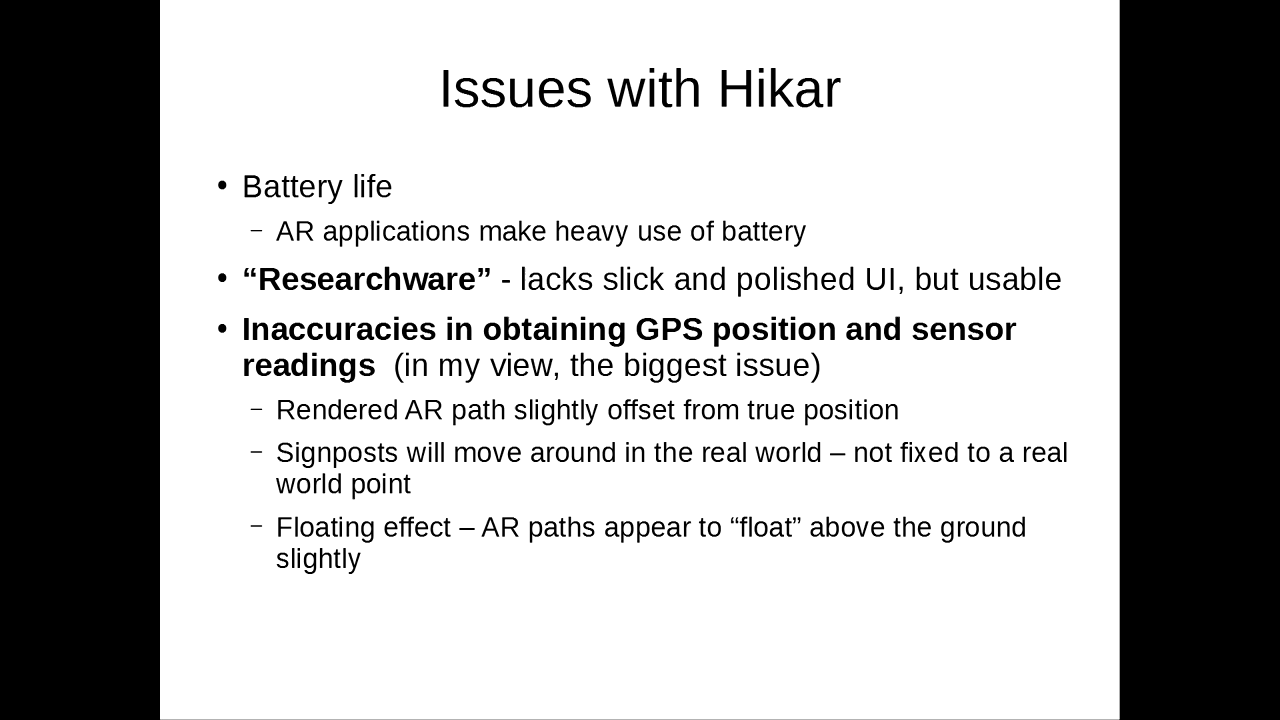 Issues with Hikar
• Battery life
– AR applications make heavy use of battery
• “Researchware” - lacks slick and polished UI, but usable
• Inaccuracies in obtaining GPS position and sensor
readings  (in my view, the biggest issue)
– Rendered AR path slightly offset from true position
– Signposts will move around in the real world – not fixed to a real
world point
– Floating effect – AR paths appear to “float” above the ground
slightly